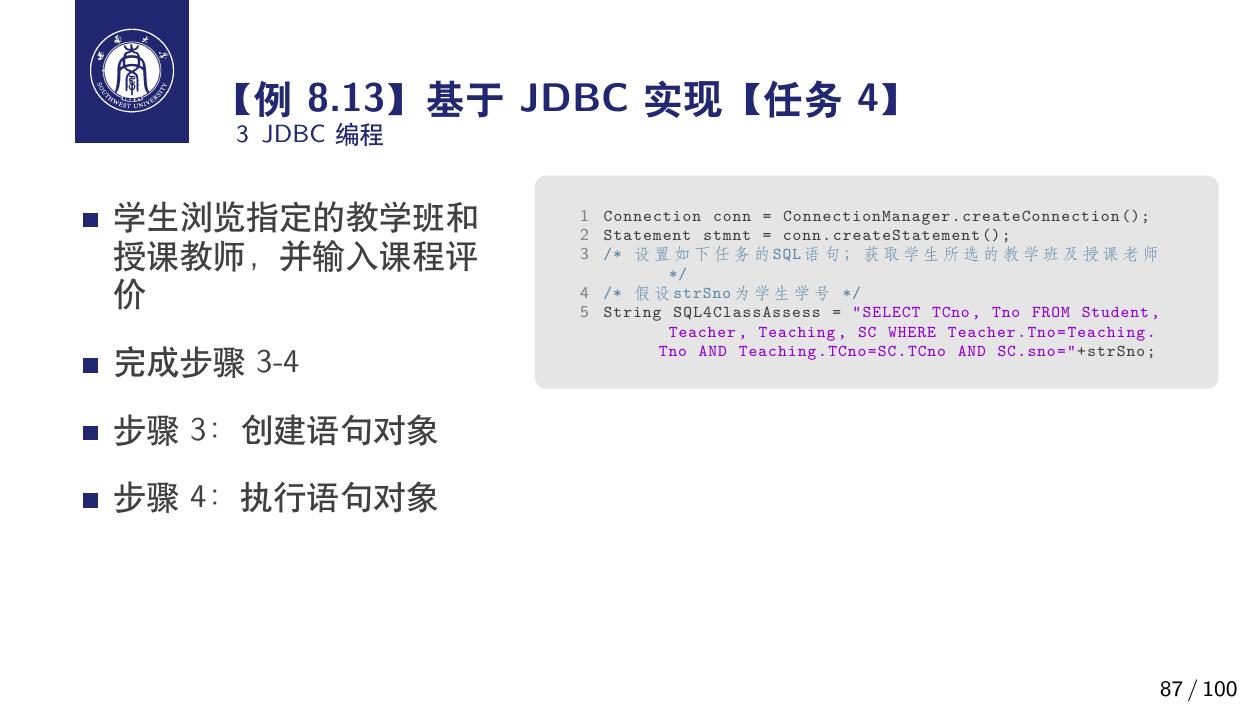 西南大学
SOUTHWEST UNIVERSITY
【例 8.13】基于 JDBC 实现【任务 4】
3 JDBC 编程
学生浏览指定的教学班和
授课教师，并输入课程评
价
完成步骤 3-4
步骤 3：创建语句对象
步骤 4：执行语句对象
1 Connection conn = ConnectionManager.createConnection();
2 Statement stmnt = conn.createStatement();
3 /* 设置如下任务的SQL语句；获取学生所选的教学班及授课老师
*/
4 /* 假设strSno为学生学号 */
5 String SQL4ClassAssess = "SELECT TCno, Tno FROM Student,
Teacher, Teaching, SC WHERE Teacher.Tno=Teaching.
Tno AND Teaching.TCno=SC.TCno AND SC.sno="+strSno;
87 / 100